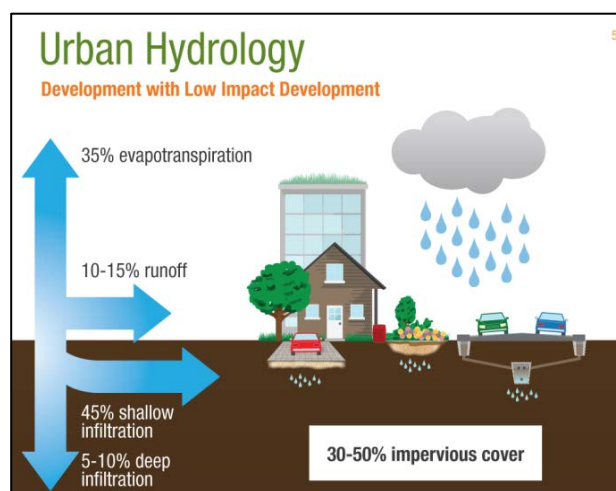 Urban Hydrology
5
Development with Low Impact Development
35% evapotranspiration
10-15% runoff
45% shallow
infiltration
5-10% deep
infiltration
30-50% impervious cover